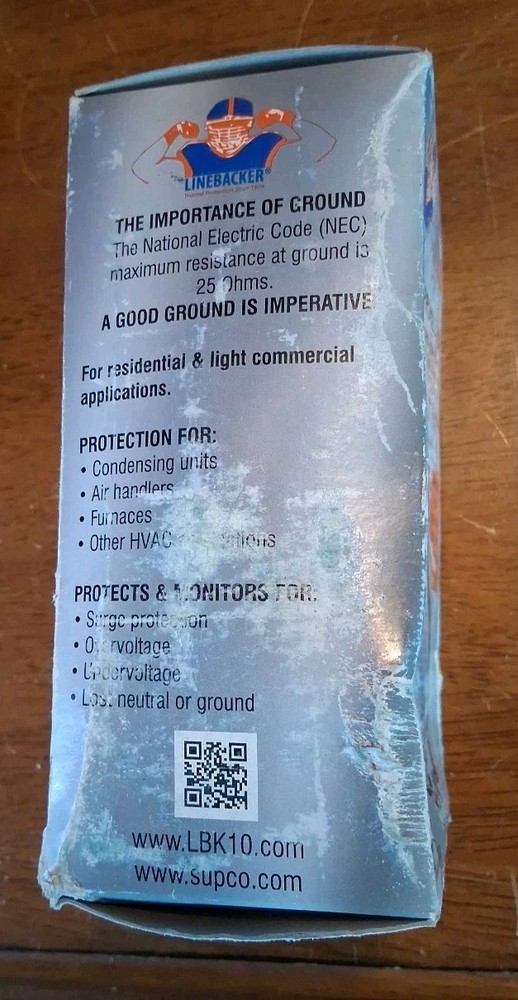 LINEBACKER®
THE IMPORTANCE OF GROUND
The National Electric Code (NEC)
maximum resistance at ground is
25 Ohms.
A GOOD GROUND IS IMPERATIVE
For residential & light commercial
applications.
PROTECTION FOR:
• Condensing units
• Air handlers
• Furnaces
• Other HVAC
PROTECTS & MONITORS FOR:
• Surge protection
• Overvoltage
• Undervoltage
• Lost neutral or ground
www.LBK10.com
www.supco.com